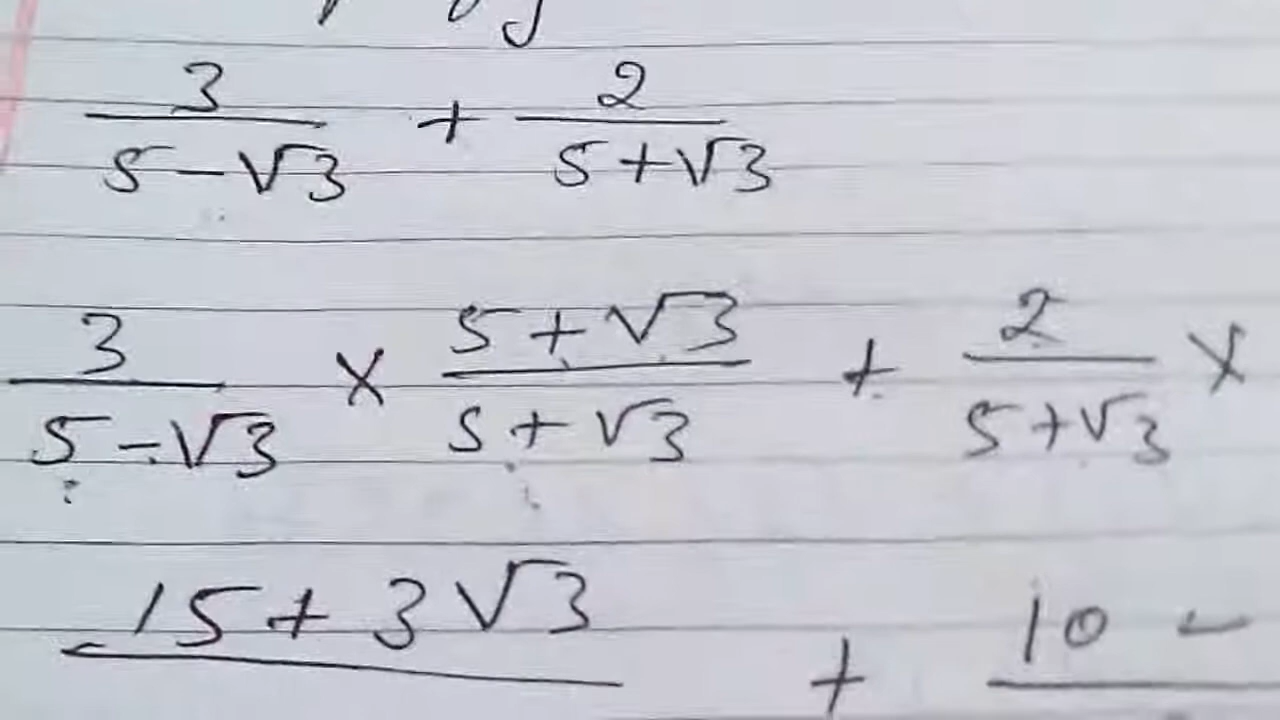 3/(5-√3) + 2/(5+√3)
3/(5-√3) × (5+√3)/(5+√3) + 2/(5+√3) ×
15+3√3 + 10 -